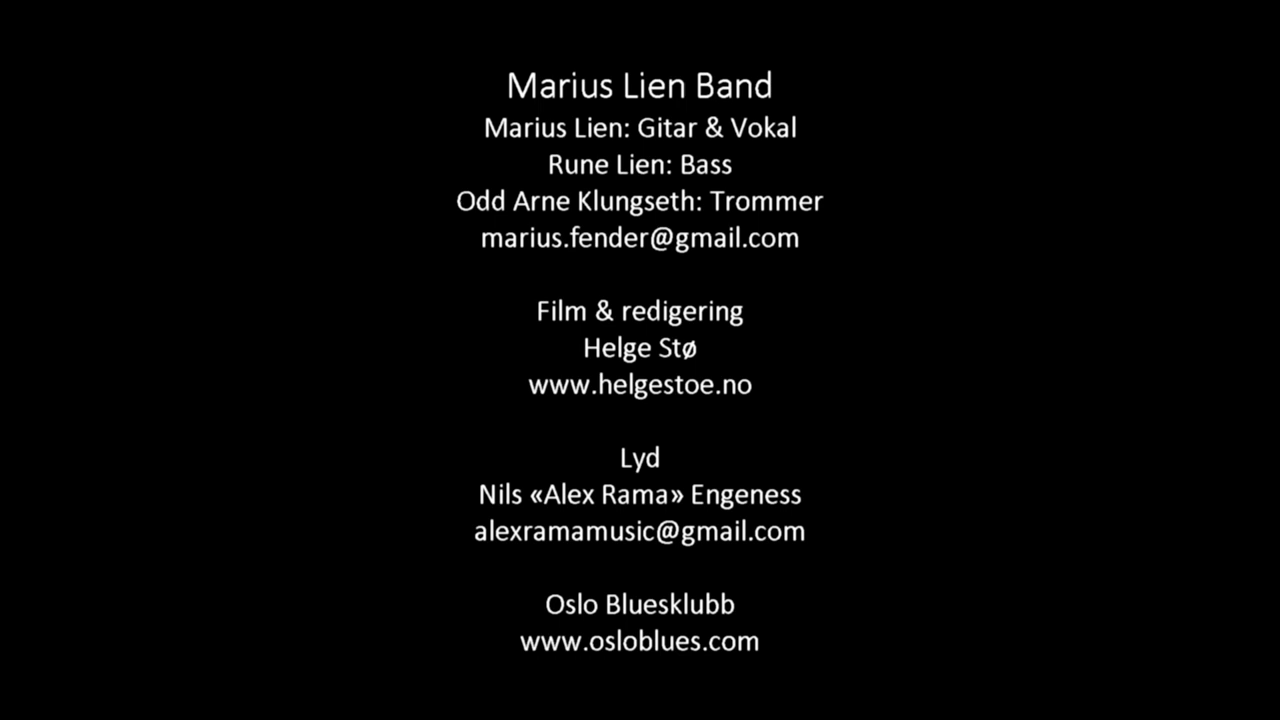 Marius Lien Band
Marius Lien: Gitar & Vokal
Rune Lien: Bass
Odd Arne Klungseth: Trommer
marius.fender@gmail.com
Film & redigering
Helge Stø
www.helgestoe.no
Lyd
Nils «Alex Rama» Engeness
alexramamusic@gmail.com
Oslo Bluesklubb
www.osloblues.com